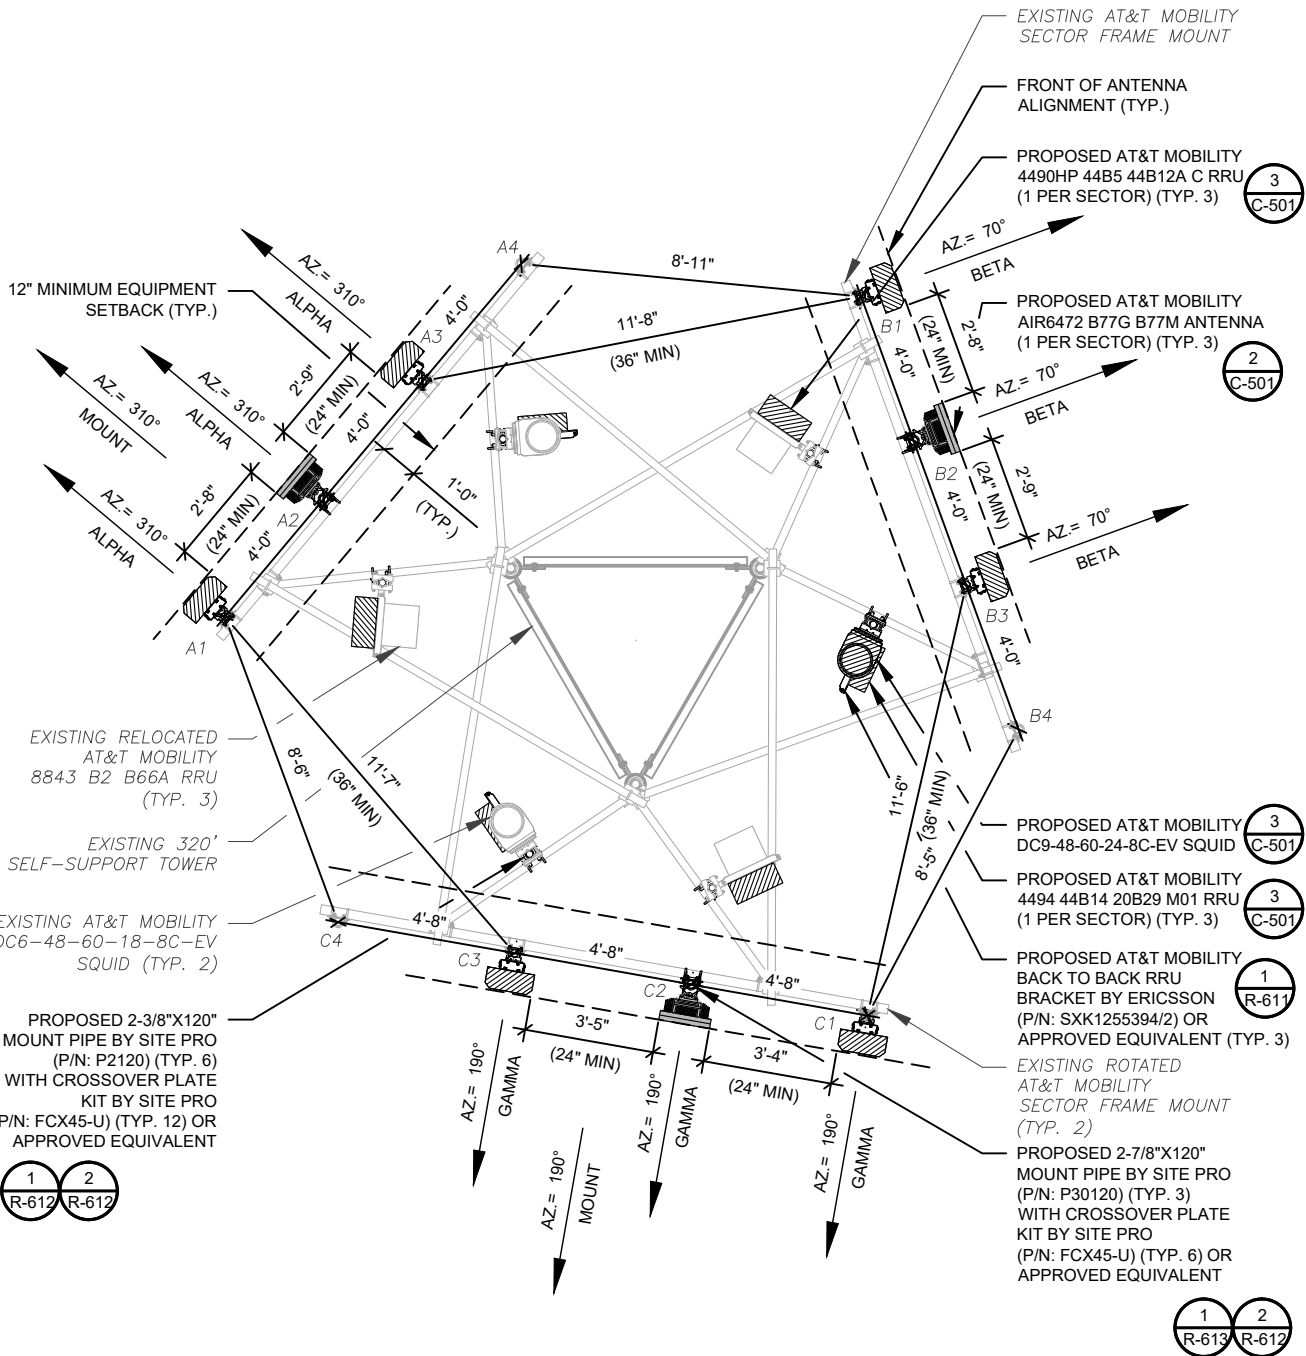 EXISTING AT&T MOBILITY
SECTOR FRAME MOUNT
FRONT OF ANTENNA
ALIGNMENT (TYP.)
PROPOSED AT&T MOBILITY
4490HP 44B5 44B12A C RRU
(1 PER SECTOR) (TYP. 3)
3
C-501
PROPOSED AT&T MOBILITY
AIR6472 B77G B77M ANTENNA
(1 PER SECTOR) (TYP. 3)
2
C-501
12" MINIMUM EQUIPMENT
SETBACK (TYP.)
AZ.= 310°
ALPHA
AZ.= 310°
MOUNT
AZ.= 310°
ALPHA
AZ.= 310°
ALPHA
A4
A3
A2
A1
4'-0"
4'-0"
4'-0"
2'-9"
(24" MIN)
2'-8"
(24" MIN)
1'-0"
(TYP.)
8'-11"
11'-8"
(36" MIN)
AZ.= 70°
BETA
AZ.= 70°
BETA
AZ.= 70°
BETA
B1
B2
B3
B4
4'-0"
4'-0"
4'-0"
2'-8"
(24" MIN)
2'-9"
(24" MIN)
8'-6"
11'-7"
(36" MIN)
11'-6"
(36" MIN)
8'-5"
EXISTING RELOCATED
AT&T MOBILITY
8843 B2 B66A RRU
(TYP. 3)
EXISTING 320'
SELF-SUPPORT TOWER
EXISTING AT&T MOBILITY
DC6-48-60-18-8C-EV
SQUID (TYP. 2)
PROPOSED 2-3/8"X120"
MOUNT PIPE BY SITE PRO
(P/N: P2120) (TYP. 6)
WITH CROSSOVER PLATE
KIT BY SITE PRO
P/N: FCX45-U) (TYP. 12) OR
APPROVED EQUIVALENT
1
R-612
2
R-612
C4
C3
C2
C1
4'-8"
4'-8"
4'-8"
3'-5"
(24" MIN)
3'-4"
(24" MIN)
AZ.= 190°
GAMMA
AZ.= 190°
MOUNT
AZ.= 190°
GAMMA
AZ.= 190°
GAMMA
PROPOSED AT&T MOBILITY
DC9-48-60-24-8C-EV SQUID
3
C-501
PROPOSED AT&T MOBILITY
4494 44B14 20B29 M01 RRU
(1 PER SECTOR) (TYP. 3)
3
C-501
PROPOSED AT&T MOBILITY
BACK TO BACK RRU
BRACKET BY ERICSSON
(P/N: SXK1255394/2) OR
APPROVED EQUIVALENT (TYP. 3)
1
R-611
EXISTING ROTATED
AT&T MOBILITY
SECTOR FRAME MOUNT
(TYP. 2)
PROPOSED 2-7/8"X120"
MOUNT PIPE BY SITE PRO
(P/N: P30120) (TYP. 3)
WITH CROSSOVER PLATE
KIT BY SITE PRO
(P/N: FCX45-U) (TYP. 6) OR
APPROVED EQUIVALENT
1
R-613
2
R-612